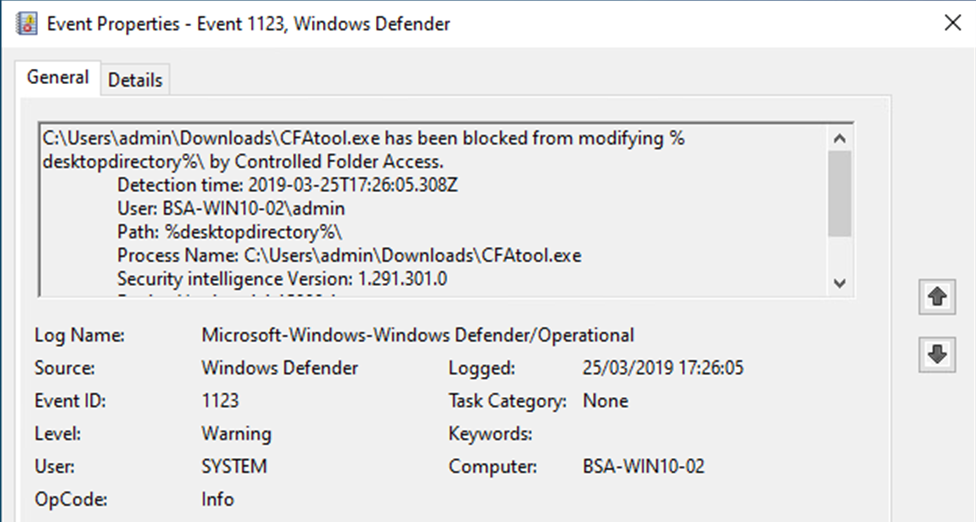 Event Properties - Event 1123, Windows Defender
General Details
C:\Users\admin\Downloads\CFAtool.exe has been blocked from modifying %
desktopdirectory%\ by Controlled Folder Access.
Detection time: 2019-03-25T17:26:05.308Z
User: BSA-WIN10-02\admin
Path: %desktopdirectory%\
Process Name: C:\Users\admin\Downloads\CFAtool.exe
Security intelligence Version: 1.291.301.0
Log Name: Microsoft-Windows-Windows Defender/Operational
Source: Windows Defender Logged: 25/03/2019 17:26:05
Event ID: 1123 Task Category: None
Level: Warning Keywords:
User: SYSTEM Computer: BSA-WIN10-02
OpCode: Info